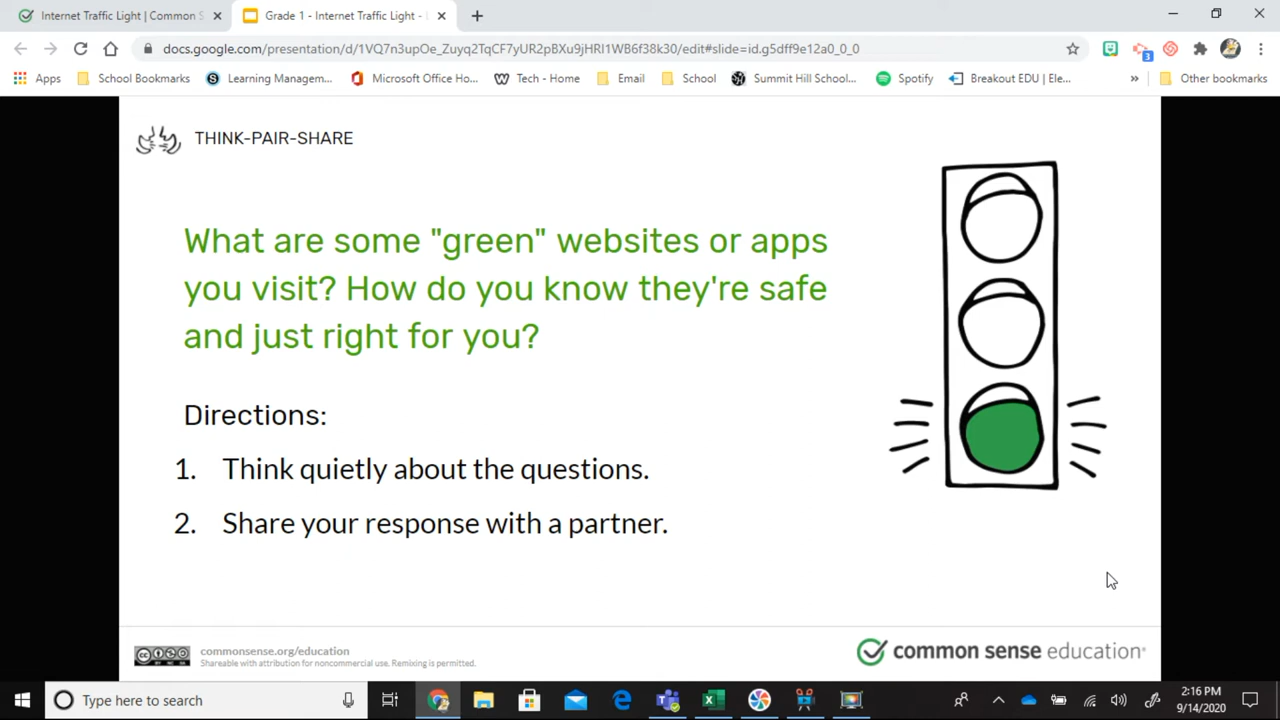 Internet Traffic Light | Common S
Grade 1 - Internet Traffic Light -
docs.google.com/presentation/d/1VQ7n3upOe_Zuyq2TqCF7yUR2pBXu9jHRI1WB6f38k30/edit#slide=id.g5dff9e12a0_0_0
3
Apps School Bookmarks Learning Managem... Microsoft Office Ho... Tech - Home Email School Summit Hill School... Spotify Breakout EDU | Ele... » Other bookmarks
THINK-PAIR-SHARE
What are some "green" websites or apps
you visit? How do you know they're safe
and just right for you?
Directions:
1. Think quietly about the questions.
2. Share your response with a partner.
commonsense.org/education
Shareable with attribution for noncommercial use. Remixing is permitted.
common sense education®
Type here to search
2:16 PM
9/14/2020